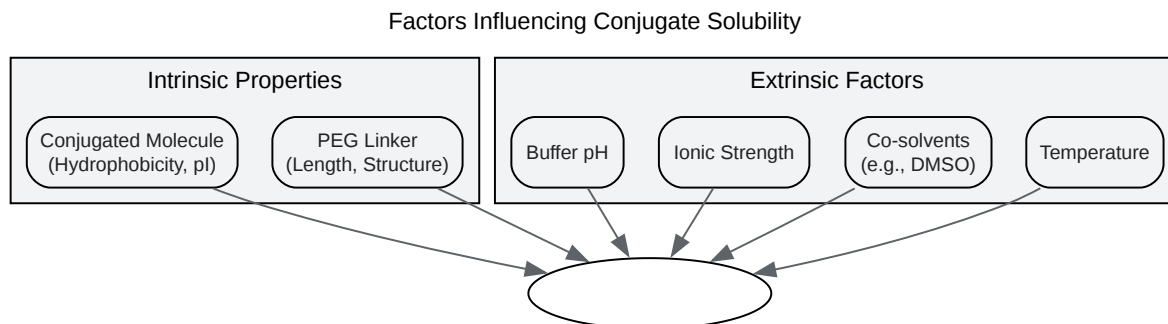 Factors Influencing Conjugate Solubility
Intrinsic Properties
Conjugated Molecule
(Hydrophobicity, pI)
PEG Linker
(Length, Structure)
Extrinsic Factors
Buffer pH
Ionic Strength
Co-solvents
(e.g., DMSO)
Temperature